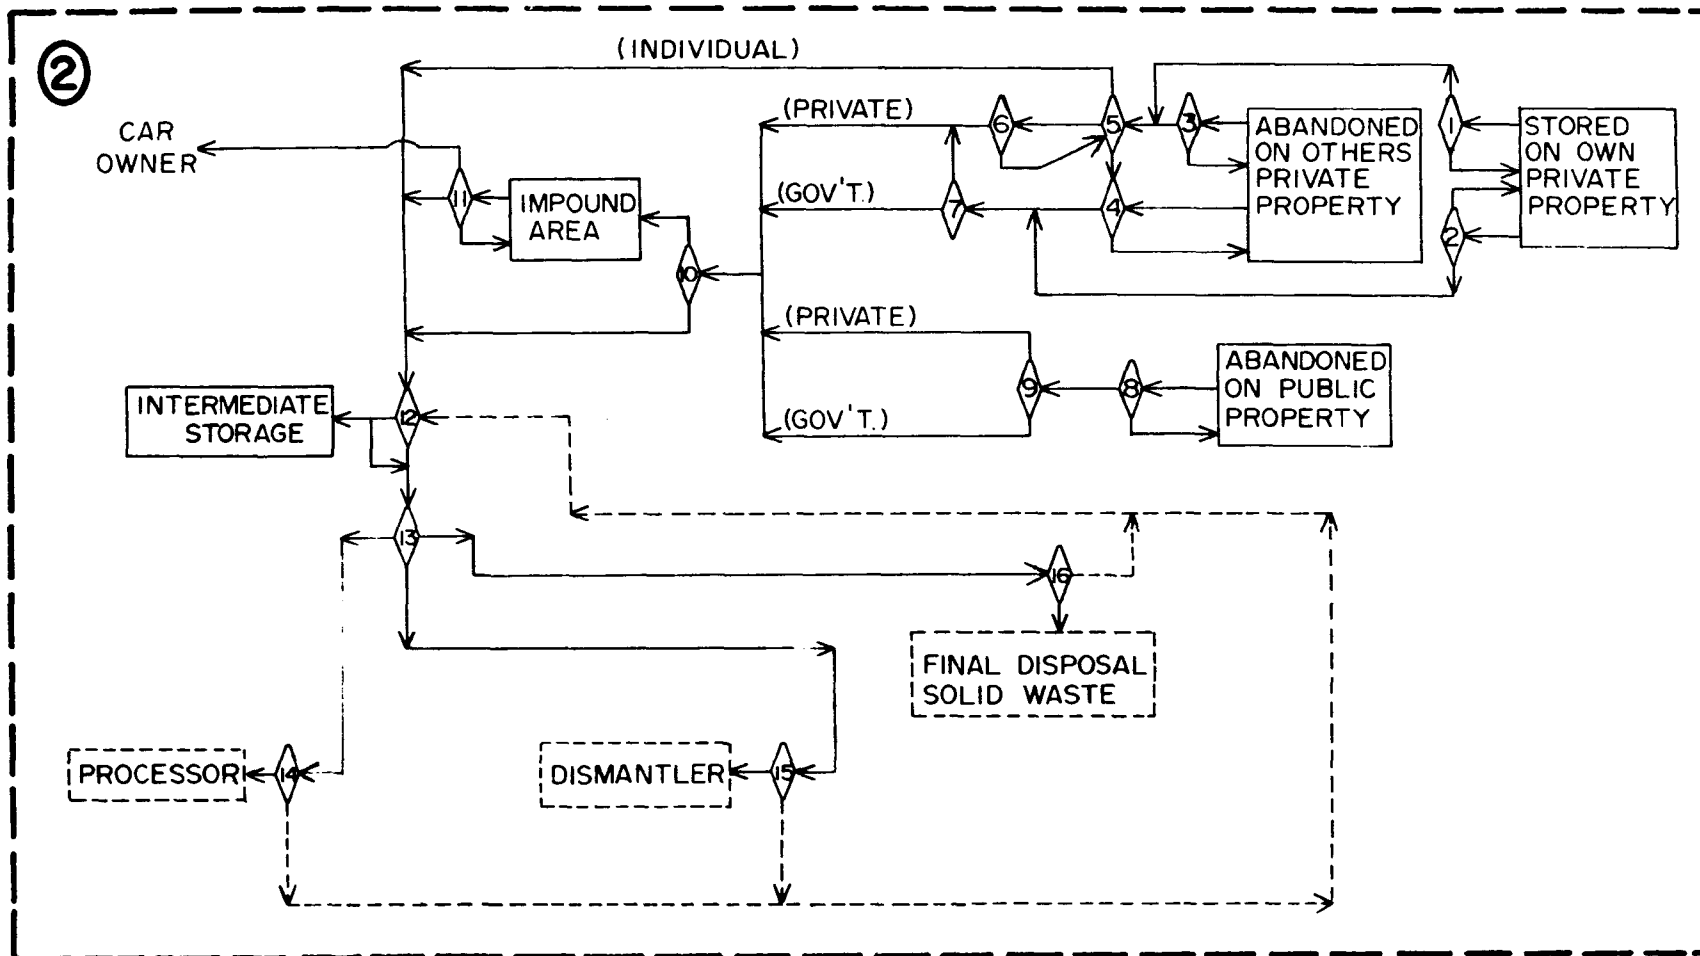 2
(INDIVIDUAL)
CAR
OWNER
(PRIVATE)
6
5
3
ABANDONED
ON OTHERS
PRIVATE
PROPERTY
1
STORED
ON OWN
PRIVATE
PROPERTY
11
IMPOUND
AREA
(GOV'T.)
7
4
2
10
(PRIVATE)
9
8
ABANDONED
ON PUBLIC
PROPERTY
(GOV'T.)
INTERMEDIATE
STORAGE
12
13
16
FINAL DISPOSAL
SOLID WASTE
PROCESSOR
14
DISMANTLER
15